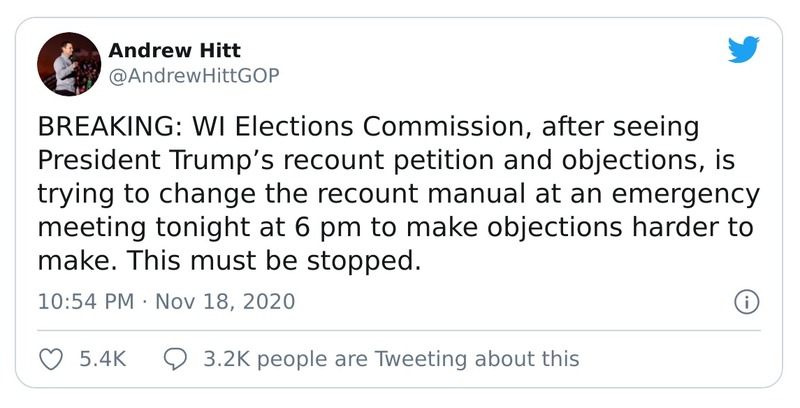 Andrew Hitt
@AndrewHittGOP
BREAKING: WI Elections Commission, after seeing
President Trump’s recount petition and objections, is
trying to change the recount manual at an emergency
meeting tonight at 6 pm to make objections harder to
make. This must be stopped.
10:54 PM · Nov 18, 2020
5.4K 3.2K people are Tweeting about this